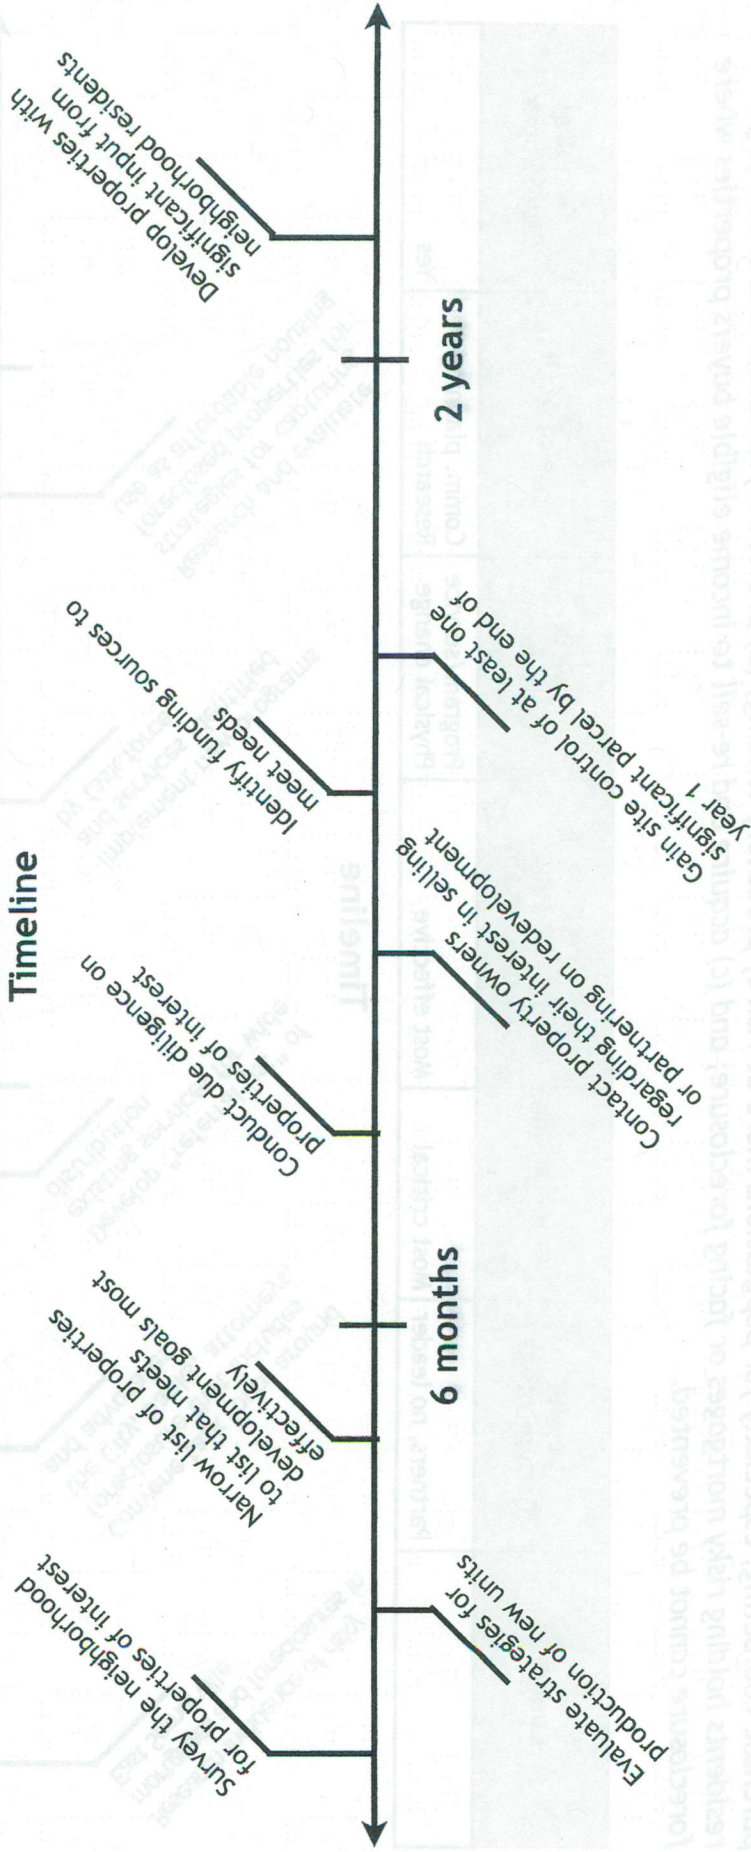 Timeline
Survey the neighborhood
for properties of interest
Narrow list of properties
to list that meets
development goals most
effectively
Conduct due diligence on
properties of interest
Identify funding sources to
meet needs
Develop properties with
significant input from
neighborhood residents
6 months
2 years
Evaluate strategies for
production of new units
Contact property owners
regarding their interest in selling
or partnering on redevelopment
Gain site control of at least one
significant parcel by the end of
year 1